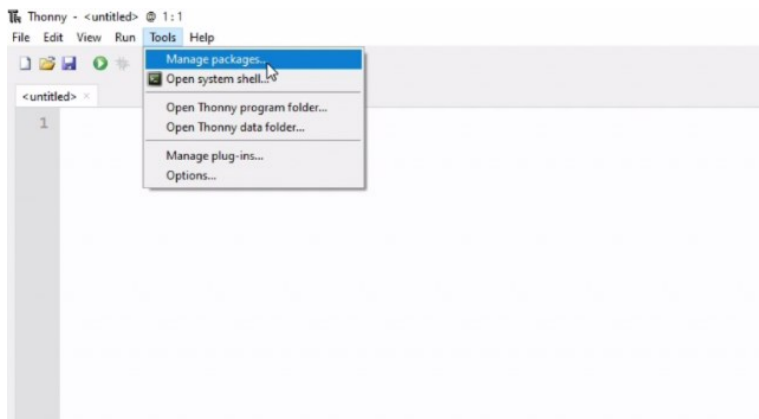 Thonny - <untitled> @ 1:1
File Edit View Run Tools Help
Manage packages...
Open system shell...
<untitled> ×
Open Thonny program folder...
1
Open Thonny data folder...
Manage plug-ins...
Options...